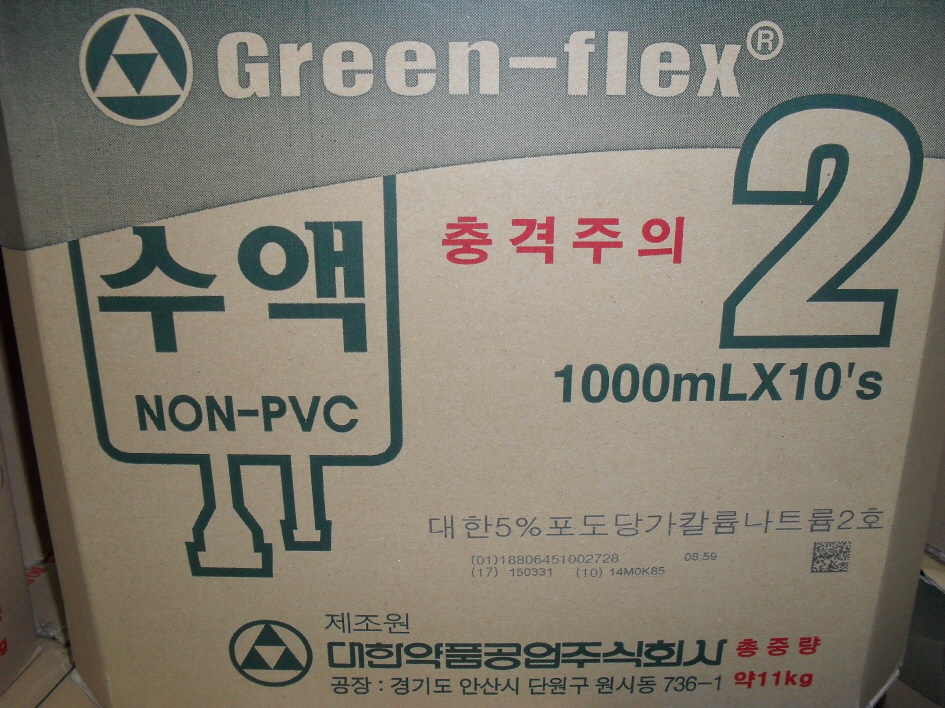 Green-flex®
2
수액
충격주의
NON-PVC
1000mLX10's
대한5%포도당가칼륨나트륨2호
(01)18806451002728 08:59
(17) 150331 (10) 14M0K85
제조원
대한약품공업주식회사 총중량
공장 : 경기도 안산시 단원구 원시동 736-1 약11kg